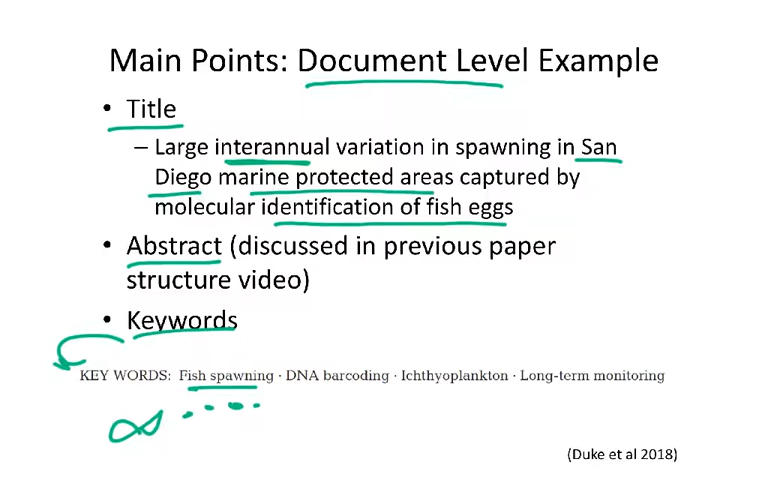 Main Points: Document Level Example
• Title
– Large interannual variation in spawning in San
Diego marine protected areas captured by
molecular identification of fish eggs
• Abstract (discussed in previous paper
structure video)
• Keywords
KEY WORDS: Fish spawning · DNA barcoding · Ichthyoplankton · Long-term monitoring
(Duke et al 2018)